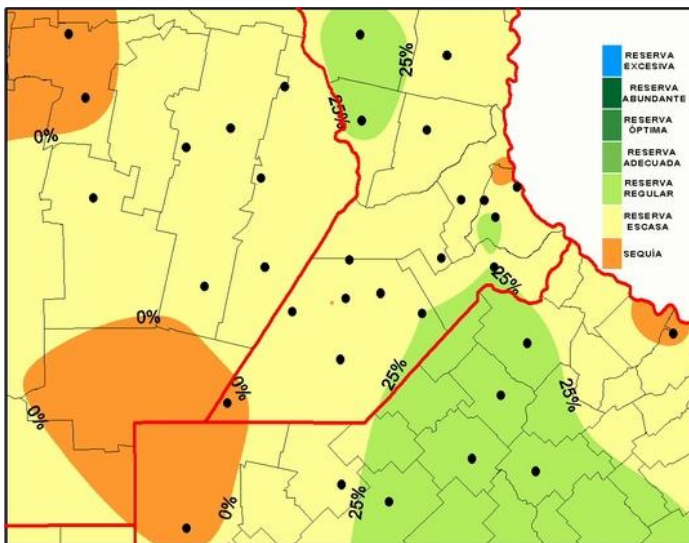 25%
25%
0%
RESERVA
EXCESIVA
RESERVA
ABUNDANTE
RESERVA
ÓPTIMA
RESERVA
ADECUADA
RESERVA
REGULAR
RESERVA
ESCASA
SEQUÍA
25%
0%
25%
0%
25%
0%
25%
0%